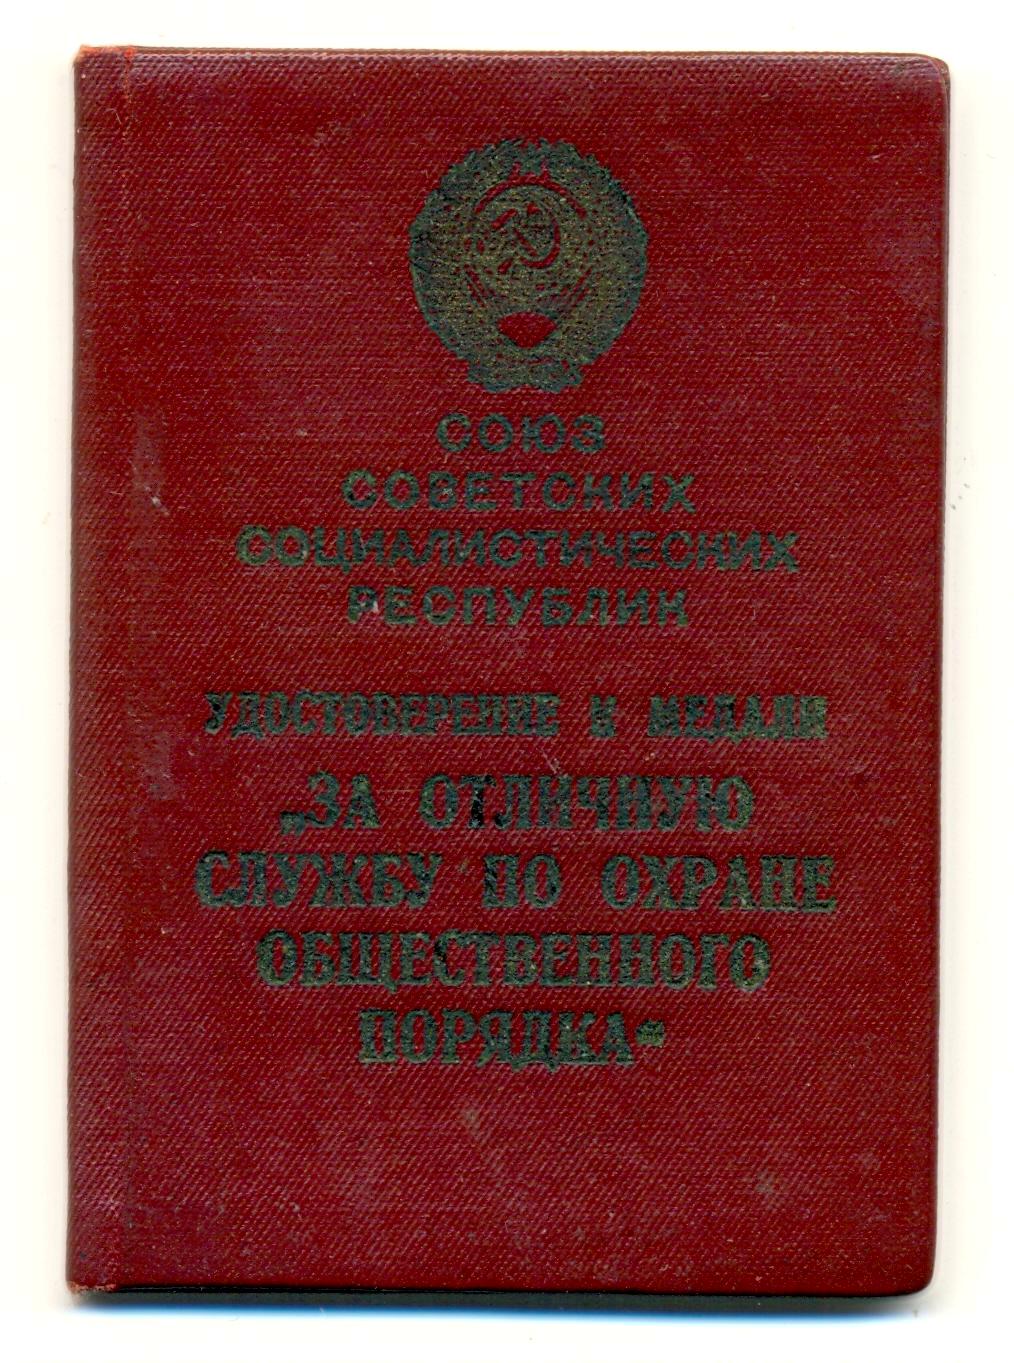 СОЮЗ
СОВЕТСКИХ
СОЦИАЛИСТИЧЕСКИХ
РЕСПУБЛИК
УДОСТОВЕРЕНИЕ К МЕДАЛИ
„ЗА ОТЛИЧНУЮ
СЛУЖБУ ПО ОХРАНЕ
ОБЩЕСТВЕННОГО
ПОРЯДКА“